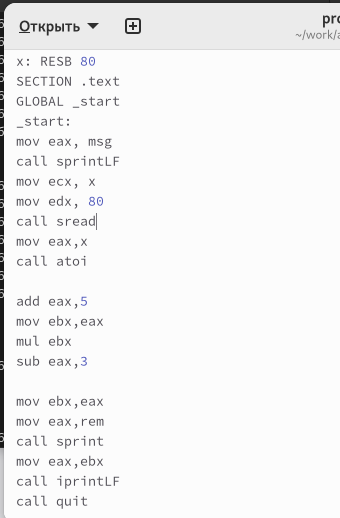 Открыть
pro
~/work/a
x: RESB 80
SECTION .text
GLOBAL _start
_start:
mov eax, msg
call sprintLF
mov ecx, x
mov edx, 80
call sread
mov eax,x
call atoi
add eax,5
mov ebx,eax
mul ebx
sub eax,3
mov ebx,eax
mov eax,rem
call sprint
mov eax,ebx
call iprintLF
call quit